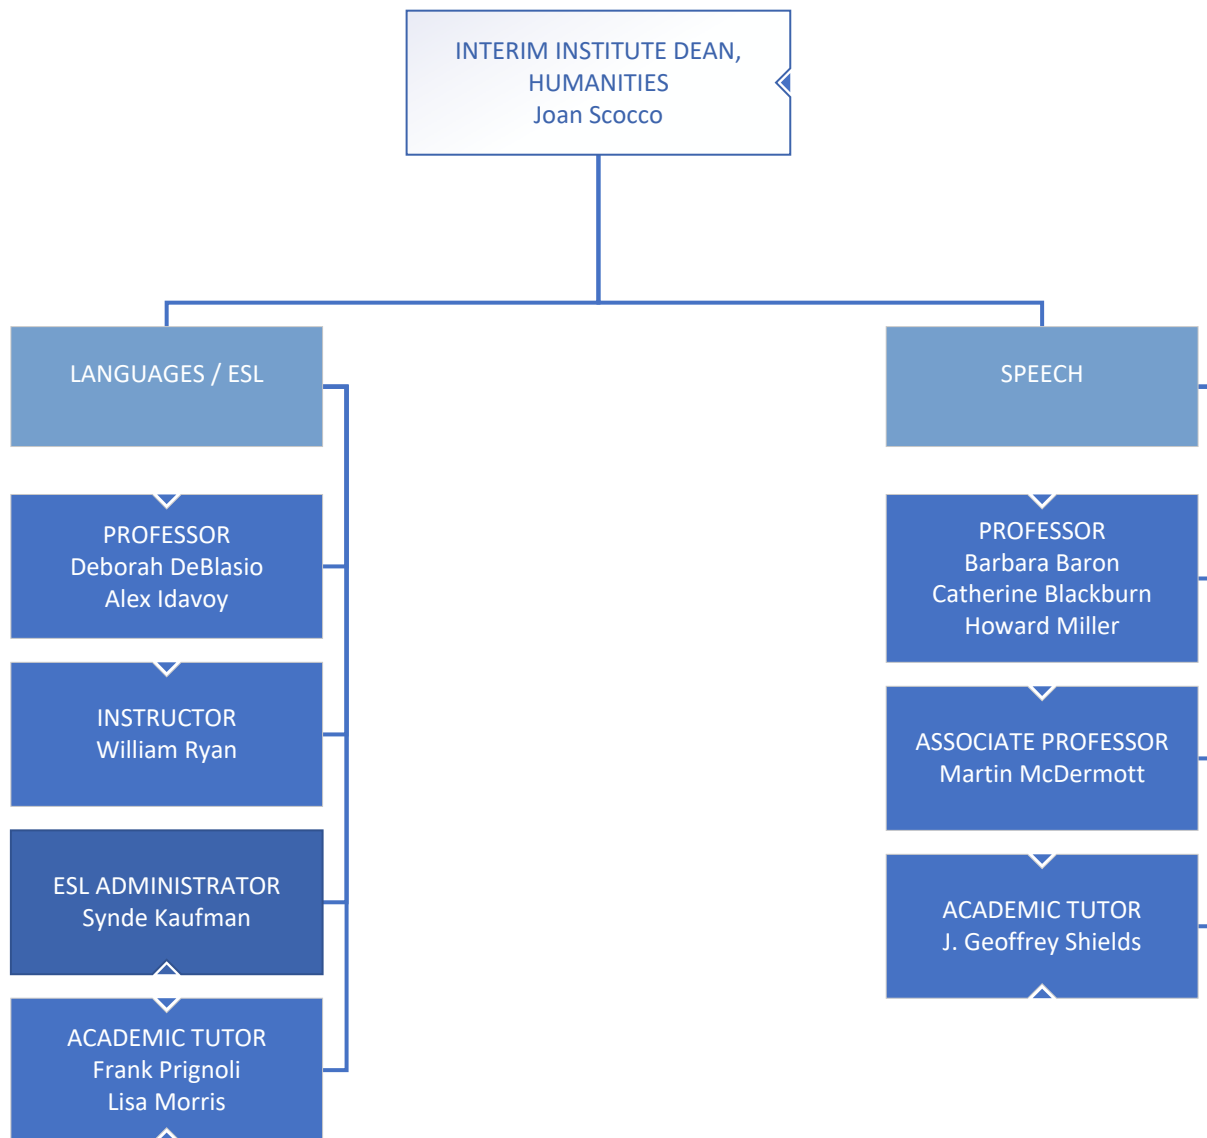 INTERIM INSTITUTE DEAN,
HUMANITIES
Joan Scocco
LANGUAGES / ESL
PROFESSOR
Deborah DeBlasio
Alex Idavoy
INSTRUCTOR
William Ryan
ESL ADMINISTRATOR
Synde Kaufman
ACADEMIC TUTOR
Frank Prignoli
Lisa Morris
SPEECH
PROFESSOR
Barbara Baron
Catherine Blackburn
Howard Miller
ASSOCIATE PROFESSOR
Martin McDermott
ACADEMIC TUTOR
J. Geoffrey Shields